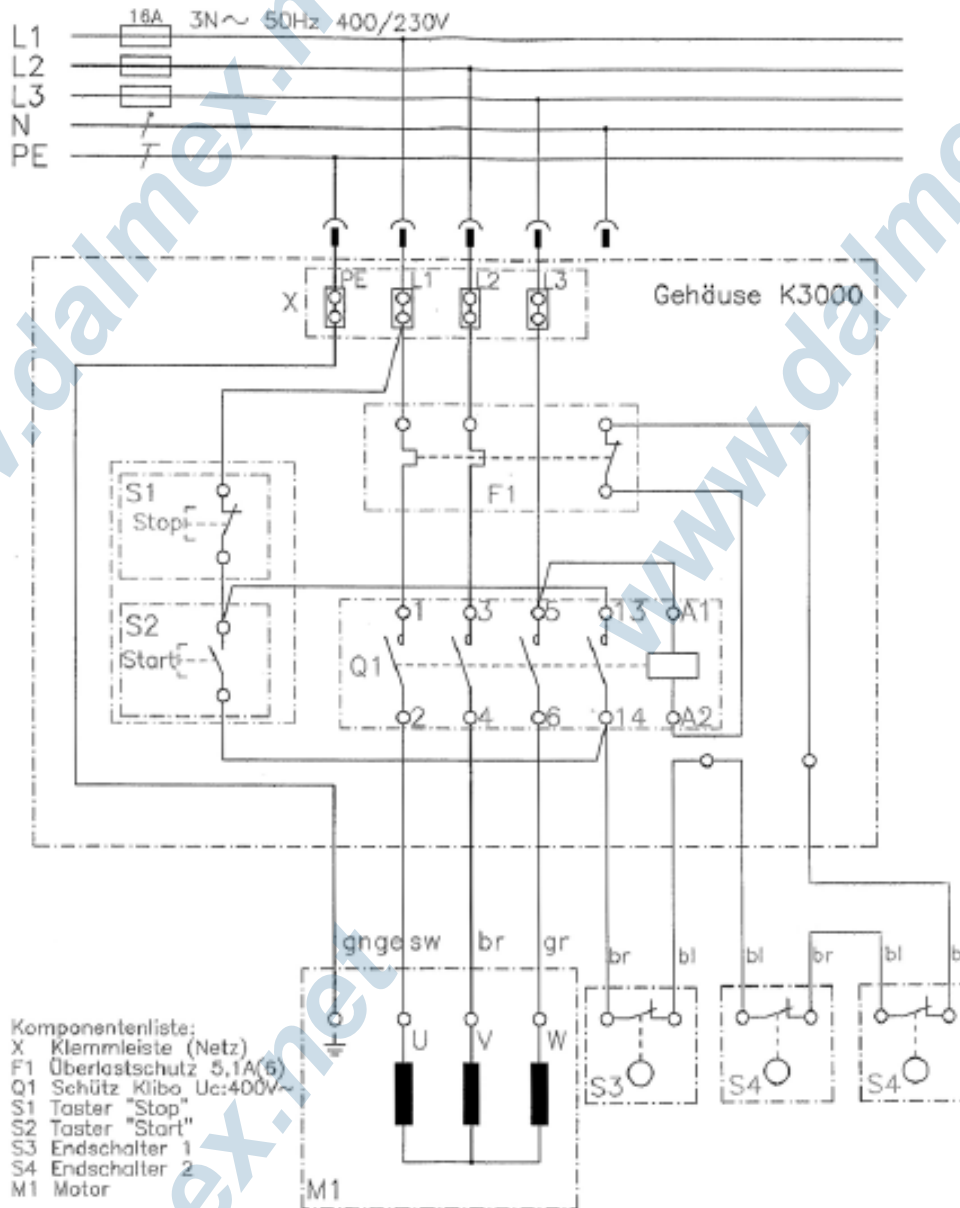 16A 3N~ 50Hz 400/230V
L1
L2
L3
N
PE
X PE L1 L2 L3
Gehäuse K3000
F1
S1
Stop
S2
Start
Q1
1 3 5 13 A1
2 4 6 14 A2
gnge sw br gr
br bl bl br bl
U V W
S3 S4 S4
M1
Komponentenliste:
X Klemmleiste (Netz)
F1 Überlastschutz 5,1A(6)
Q1 Schütz Klibo Uc:400V~
S1 Taster "Stop"
S2 Taster "Start"
S3 Endschalter 1
S4 Endschalter 2
M1 Motor
www.dalmex.net